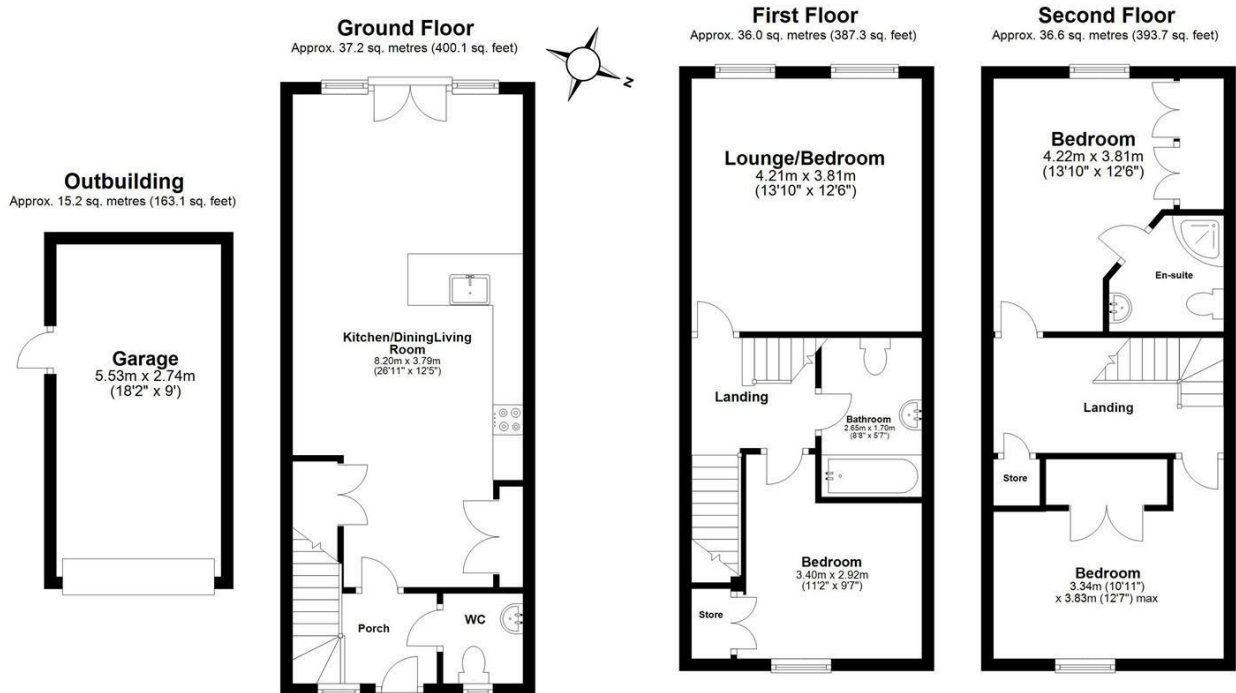 Ground Floor
Approx. 37.2 sq. metres (400.1 sq. feet)
First Floor
Approx. 36.0 sq. metres (387.3 sq. feet)
Second Floor
Approx. 36.6 sq. metres (393.7 sq. feet)
N
Outbuilding
Approx. 15.2 sq. metres (163.1 sq. feet)
Garage
5.53m x 2.74m
(18'2" x 9')
Kitchen/DiningLiving
Room
8.20m x 3.79m
(26'11" x 12'5")
Porch
WC
Lounge/Bedroom
4.21m x 3.81m
(13'10" x 12'6")
Landing
Bathroom
2.65m x 1.70m
(8'8" x 5'7")
Bedroom
3.40m x 2.92m
(11'2" x 9'7")
Store
Bedroom
4.22m x 3.81m
(13'10" x 12'6")
En-suite
Landing
Store
Bedroom
3.34m (10'11")
x 3.83m (12'7") max